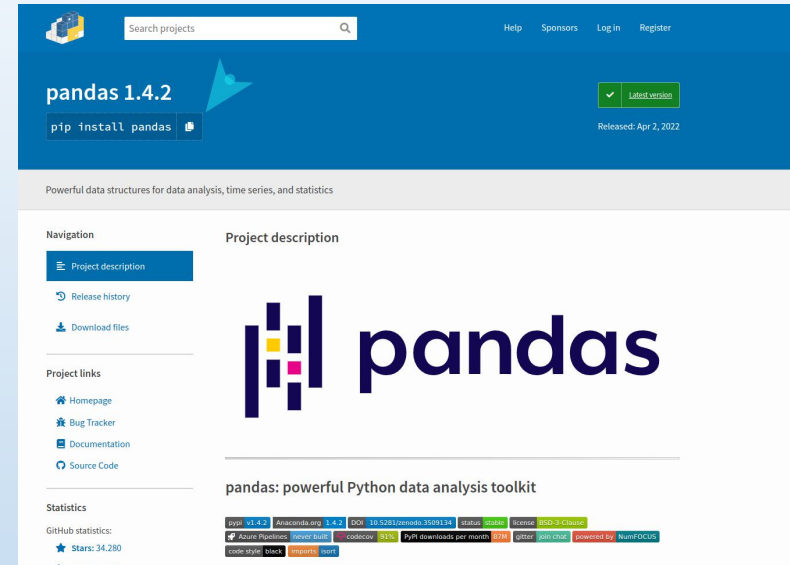 Search projects
Help Sponsors Log in Register
pandas 1.4.2
pip install pandas
Latest version
Released: Apr 2, 2022
Powerful data structures for data analysis, time series, and statistics
Navigation
Project description
Release history
Download files
Project links
Homepage
Bug Tracker
Documentation
Source Code
Statistics
GitHub statistics:
Stars: 34.280
Project description
pandas
pandas: powerful Python data analysis toolkit
pypi v1.4.2 Anaconda.org 1.4.2 DOI 10.5281/zenodo.3509134 status stable license BSD-3-Clause
Azure Pipelines never built codecov 91% PyPI downloads per month 87M gitter join chat powered by NumFOCUS
code style black imports isort